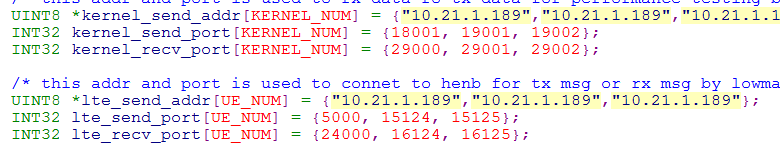 /* this addr and port is used to rx data ro tx data for performance testing b
UINT8 *kernel_send_addr[KERNEL_NUM] = {"10.21.1.189","10.21.1.189","10.21.1.1
INT32 kernel_send_port[KERNEL_NUM] = {18001, 19001, 19002};
INT32 kernel_recv_port[KERNEL_NUM] = {29000, 29001, 29002};
/* this addr and port is used to connet to henb for tx msg or rx msg by lowma
UINT8 *lte_send_addr[UE_NUM] = {"10.21.1.189","10.21.1.189","10.21.1.189"};
INT32 lte_send_port[UE_NUM] = {5000, 15124, 15125};
INT32 lte_recv_port[UE_NUM] = {24000, 16124, 16125};